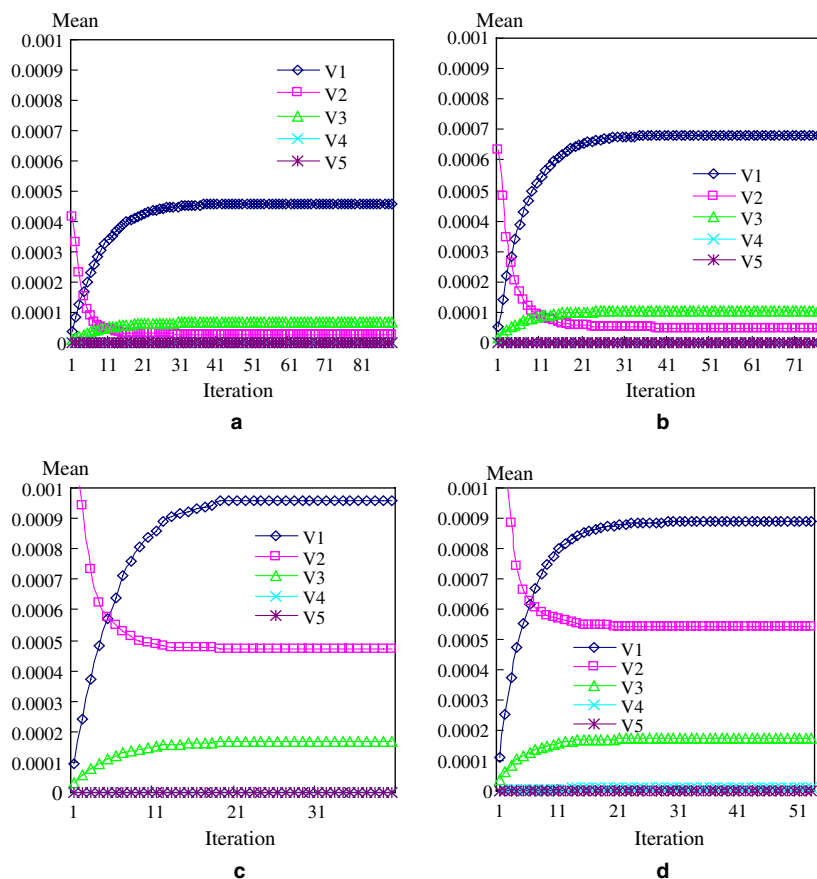 Mean
0.001
0.0009
0.0008
0.0007
0.0006
0.0005
0.0004
0.0003
0.0002
0.0001
0
V1
V2
V3
V4
V5
1 11 21 31 41 51 61 71 81
Iteration
a
Mean
0.001
0.0009
0.0008
0.0007
0.0006
0.0005
0.0004
0.0003
0.0002
0.0001
0
V1
V2
V3
V4
V5
1 11 21 31 41 51 61 71
Iteration
b
Mean
0.001
0.0009
0.0008
0.0007
0.0006
0.0005
0.0004
0.0003
0.0002
0.0001
0
V1
V2
V3
V4
V5
1 11 21 31
Iteration
c
Mean
0.001
0.0009
0.0008
0.0007
0.0006
0.0005
0.0004
0.0003
0.0002
0.0001
0
V1
V2
V3
V4
V5
1 11 21 31 41 51
Iteration
d